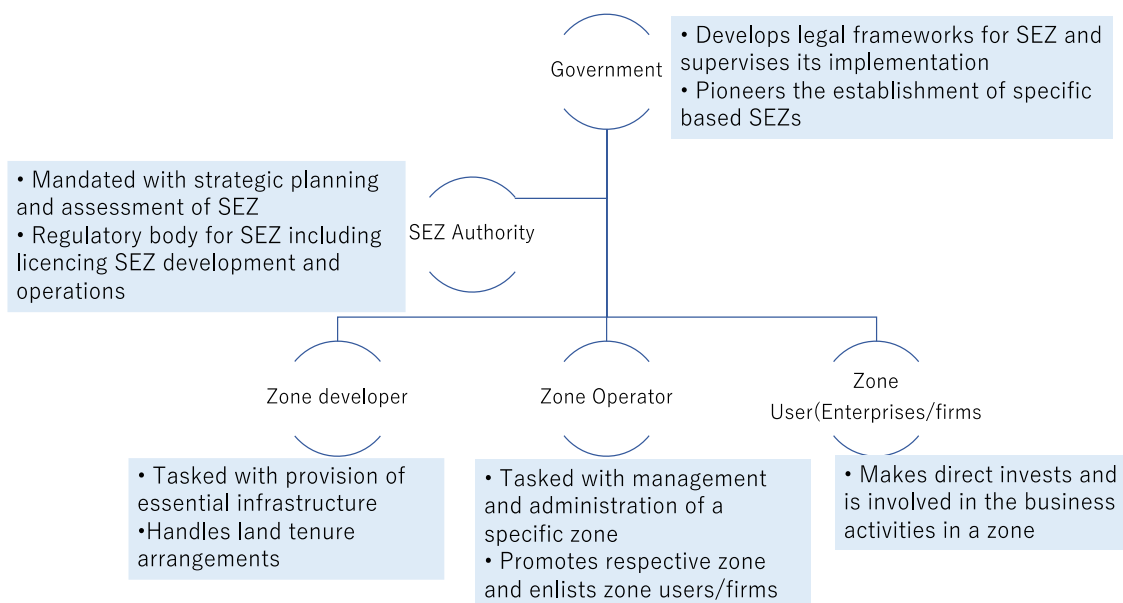 Government
• Develops legal frameworks for SEZ and
supervises its implementation
• Pioneers the establishment of specific
based SEZs
• Mandated with strategic planning
and assessment of SEZ
• Regulatory body for SEZ including
licencing SEZ development and
operations
SEZ Authority
Zone developer
• Tasked with provision of
essential infrastructure
•Handles land tenure
arrangements
Zone Operator
• Tasked with management
and administration of a
specific zone
• Promotes respective zone
and enlists zone users/firms
Zone
User(Enterprises/firms
• Makes direct invests and
is involved in the business
activities in a zone